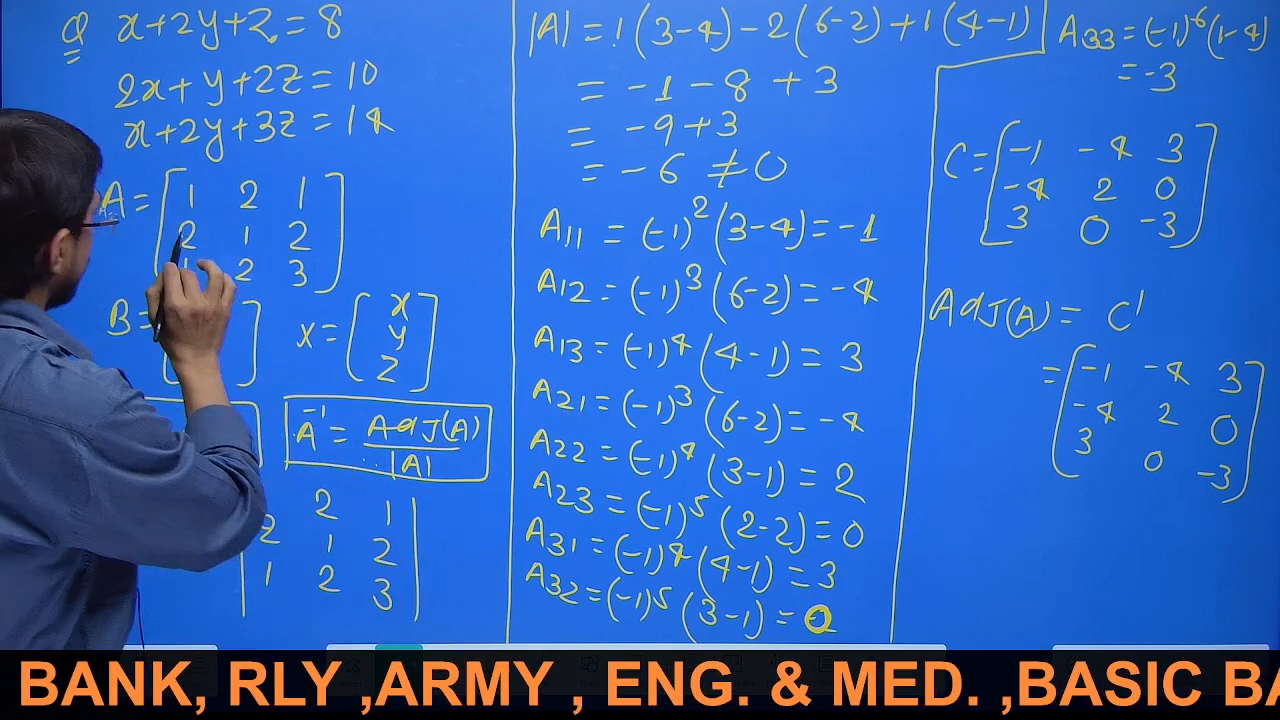 Q x+2y+z=8
2x+y+2z=10
x+2y+3z=14
A= [ 1 2 1
2 1 2
1 2 3 ]
B= [ ] X= [ x
y
z ]
A⁻¹ = AdJ(A)
|A|
2 1
2 1 2
1 2 3
|A| = 1(3-4)-2(6-2)+1(4-1)
= -1-8+3
= -9+3
= -6 ≠0
A11 = (-1)²(3-4)=-1
A12 = (-1)³(6-2)=-4
A13 = (-1)⁴(4-1)=3
A21 = (-1)³(6-2)=-4
A22 = (-1)⁴(3-1)=2
A23 = (-1)⁵(2-2)=0
A31 = (-1)⁴(4-1)=3
A32 = (-1)⁵(3-1)=
A33 = (-1)⁶(1-4)
= -3
C= [ -1 -4 3
-4 2 0
3 0 -3 ]
AdJ(A) = C'
= [ -1 -4 3
-4 2 0
3 0 -3 ]
BANK, RLY ,ARMY , ENG. & MED. ,BASIC BA